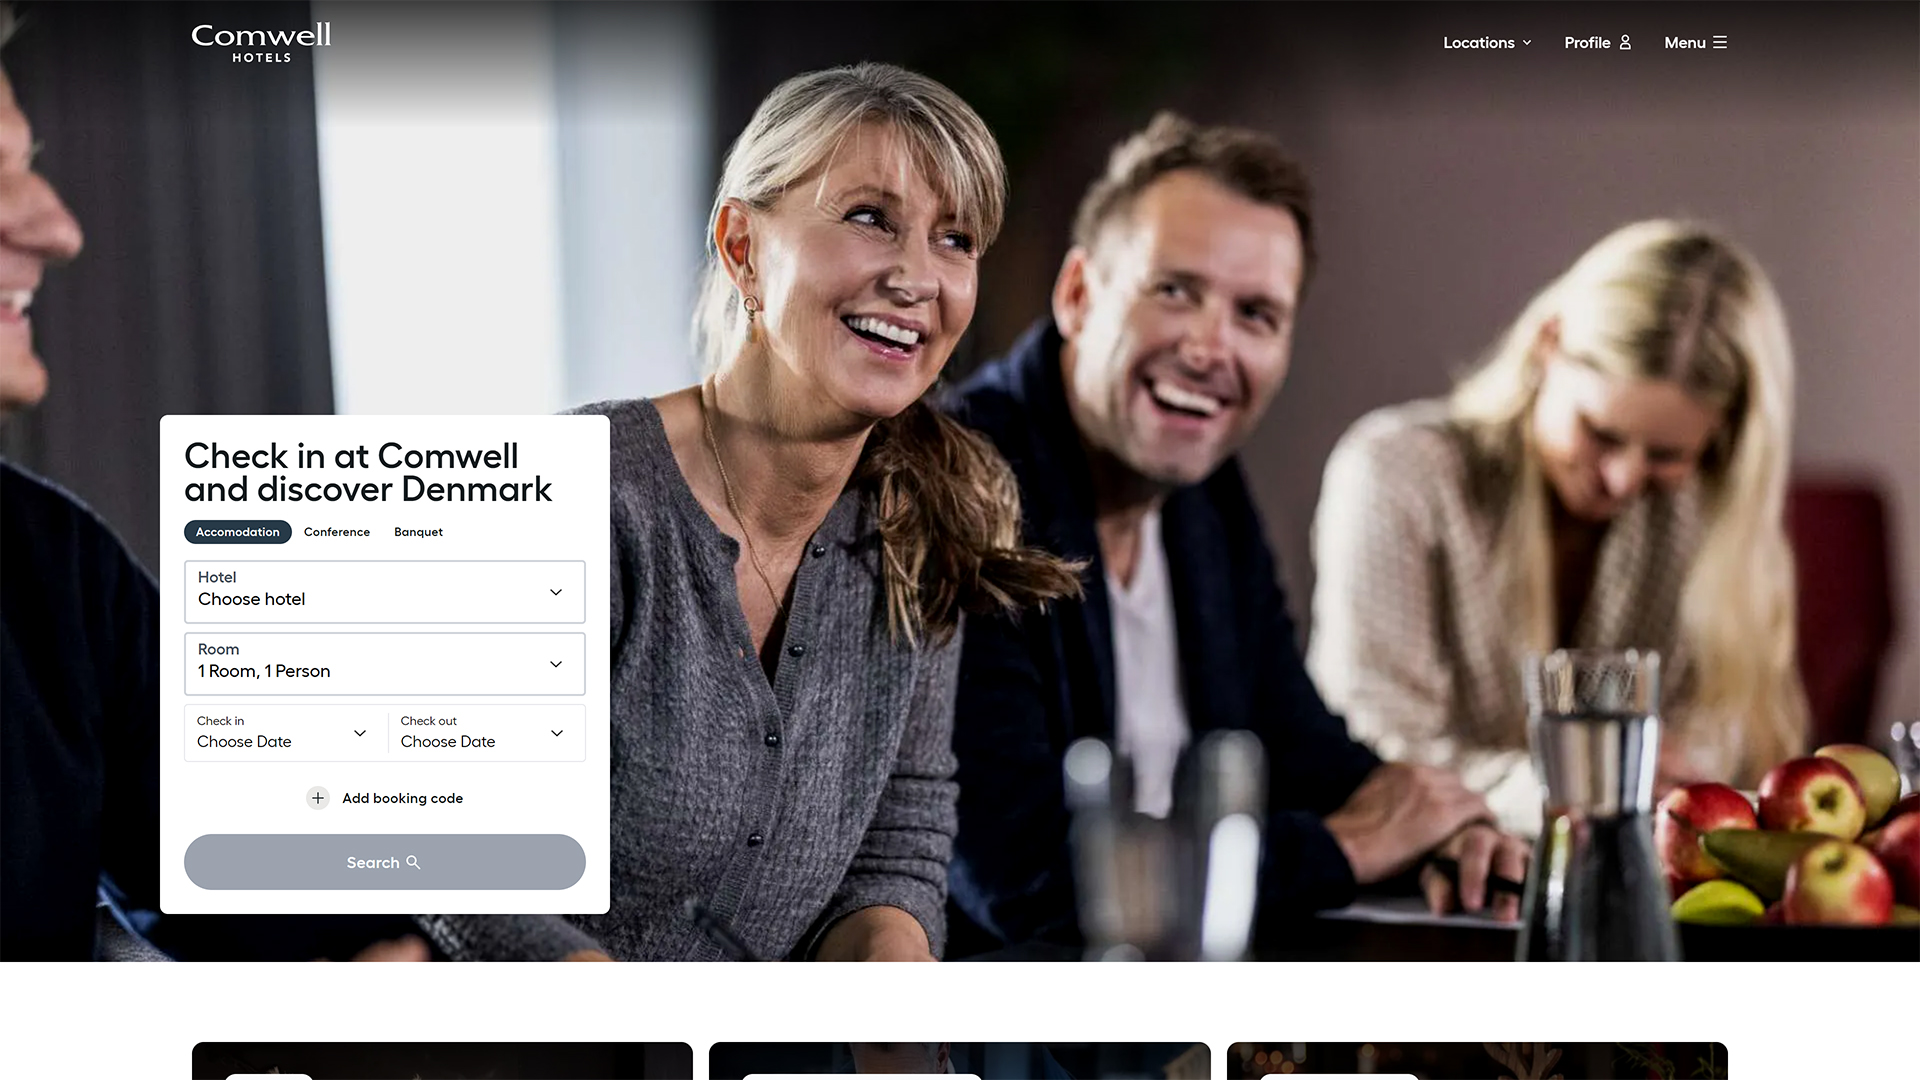 Comwell
HOTELS
Locations
Profile
Menu
Check in at Comwell
and discover Denmark
Accomodation
Conference
Banquet
Hotel
Choose hotel
Room
1 Room, 1 Person
Check in
Choose Date
Check out
Choose Date
Add booking code
Search